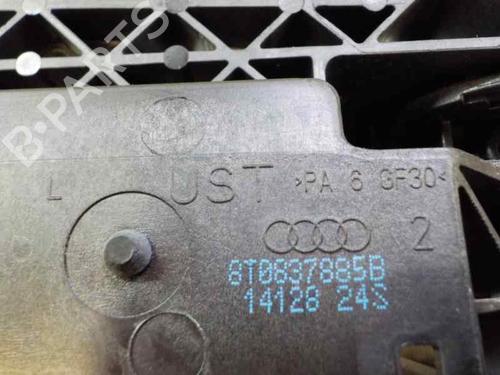 B-PARTS
L UST >PA 6 GF30<
2
8T0837885B
14128 24S